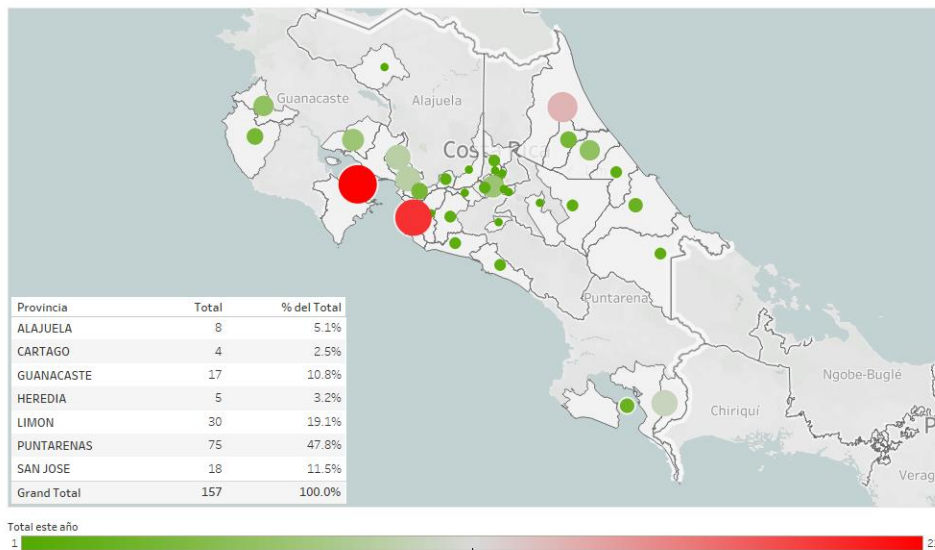 Guanacaste
Alajuela
Costa Rica
Puntarenas
Ngobe-Buglé
Chiriquí
Provincia Total % del Total
ALAJUELA 8 5.1%
CARTAGO 4 2.5%
GUANACASTE 17 10.8%
HEREDIA 5 3.2%
LIMON 30 19.1%
PUNTARENAS 75 47.8%
SAN JOSE 18 11.5%
Grand Total 157 100.0%
Total este año
1